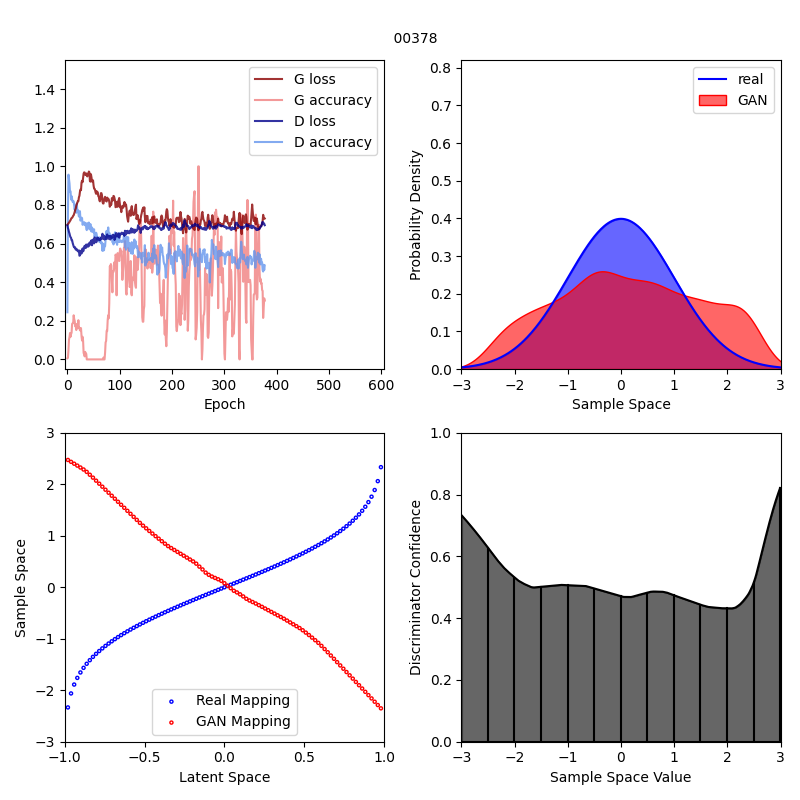 00378
G loss
G accuracy
D loss
D accuracy
1.4
1.2
1.0
0.8
0.6
0.4
0.2
0.0
0 100 200 300 400 500 600
Epoch
real
GAN
Probability Density
0.8
0.7
0.6
0.5
0.4
0.3
0.2
0.1
0.0
−3 −2 −1 0 1 2 3
Sample Space
Sample Space
3
2
1
0
−1
−2
−3
Real Mapping
GAN Mapping
−1.0 −0.5 0.0 0.5 1.0
Latent Space
Discriminator Confidence
1.0
0.8
0.6
0.4
0.2
0.0
−3 −2 −1 0 1 2 3
Sample Space Value